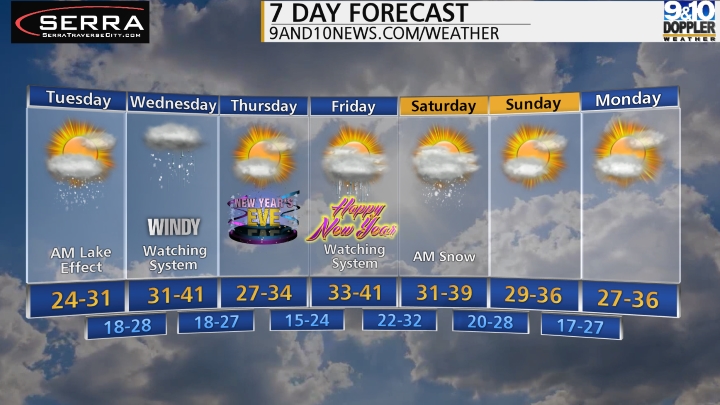 SERRA
SERRATRAVERSECITY.COM
7 DAY FORECAST
9AND10NEWS.COM/WEATHER
9&10
DOPPLER
WEATHER
Tuesday
Wednesday
Thursday
Friday
Saturday
Sunday
Monday
AM Lake
Effect
WINDY
Watching
System
NEW YEAR'S
EVE
Happy
New Year
Watching
System
AM Snow
24-31
31-41
27-34
33-41
31-39
29-36
27-36
18-28
18-27
15-24
22-32
20-28
17-27